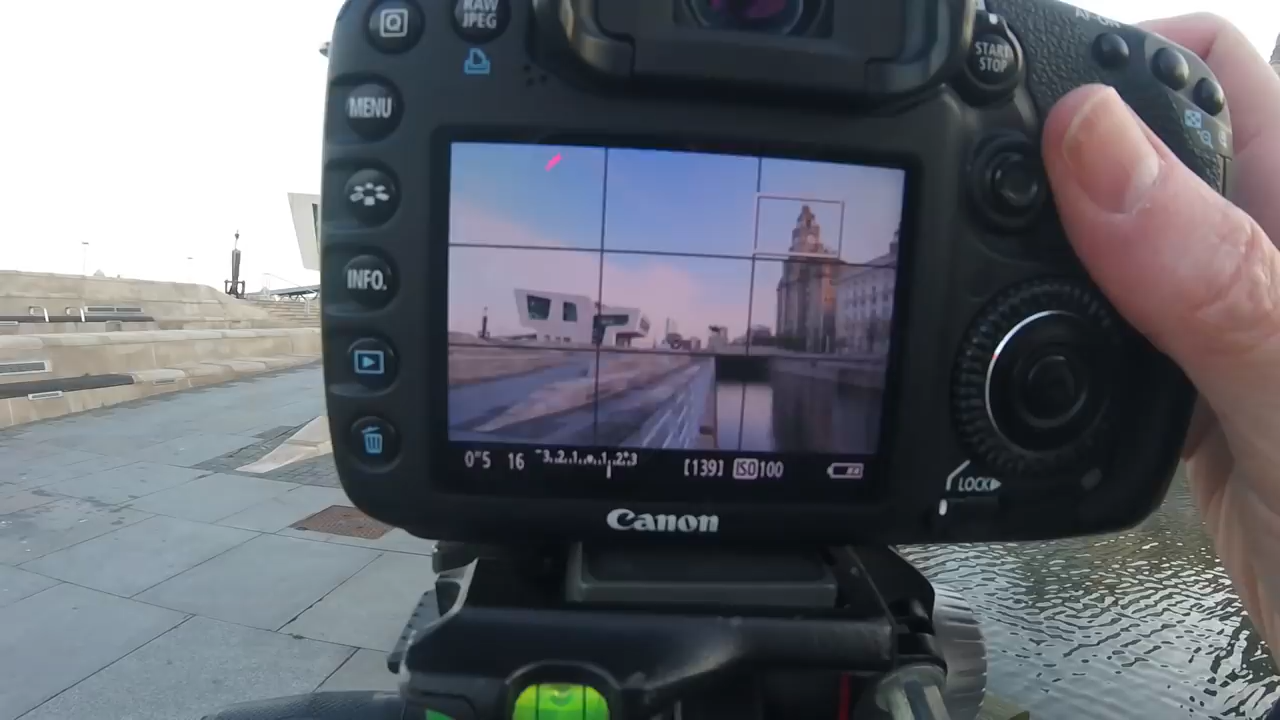 Q
RAW
JPEG
START
STOP
MENU
INFO.
0"5 16 -3..2..1..0..1..2..3 [139] ISO100
LOCK
Canon